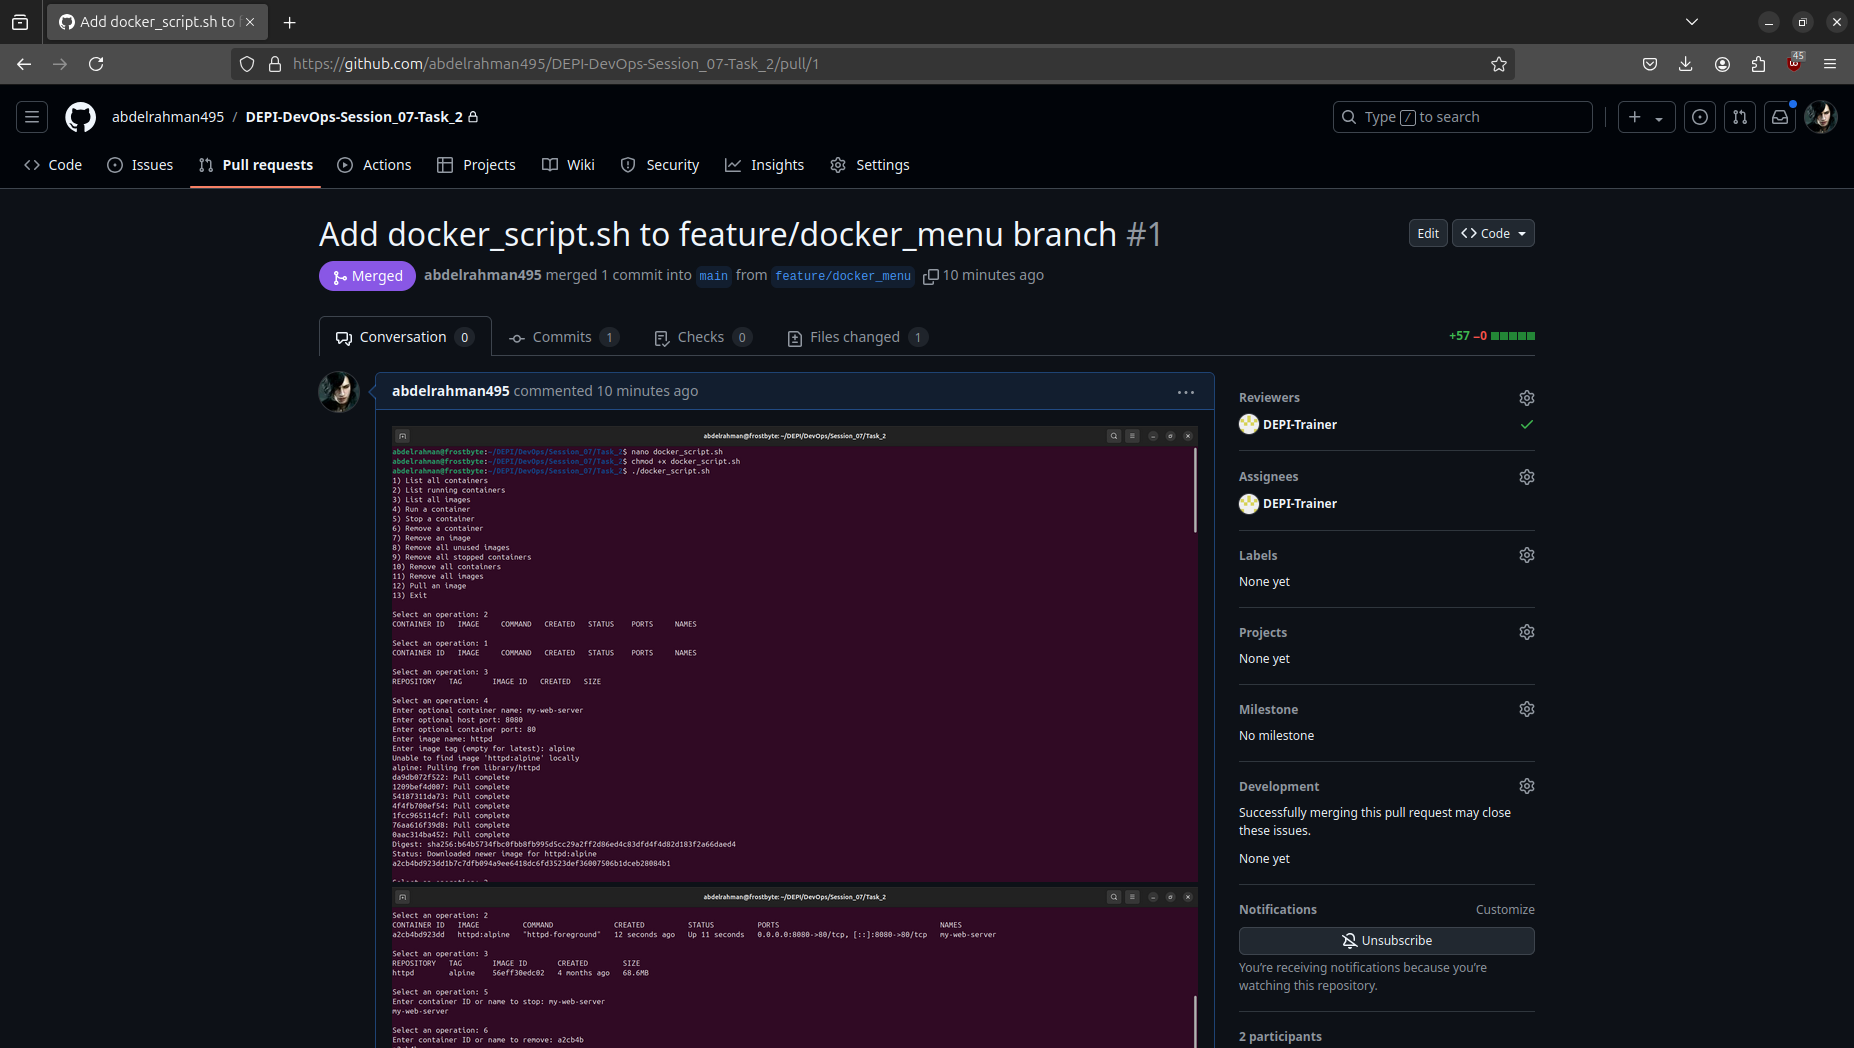 Add docker_script.sh to
https://github.com/abdelrahman495/DEPI-DevOps-Session_07-Task_2/pull/1
45
abdelrahman495 / DEPI-DevOps-Session_07-Task_2
Type / to search
Code
Issues
Pull requests
Actions
Projects
Wiki
Security
Insights
Settings
Add docker_script.sh to feature/docker_menu branch #1
Edit
Code
Merged
abdelrahman495 merged 1 commit into main from feature/docker_menu 10 minutes ago
Conversation 0
Commits 1
Checks 0
Files changed 1
+57 −0
abdelrahman495 commented 10 minutes ago
abdelrahman@frostbyte: ~/DEPI/DevOps/Session_07/Task_2
abdelrahman@frostbyte:~/DEPI/DevOps/Session_07/Task_2$ nano docker_script.sh
abdelrahman@frostbyte:~/DEPI/DevOps/Session_07/Task_2$ chmod +x docker_script.sh
abdelrahman@frostbyte:~/DEPI/DevOps/Session_07/Task_2$ ./docker_script.sh
1) List all containers
2) List running containers
3) List all images
4) Run a container
5) Stop a container
6) Remove a container
7) Remove an image
8) Remove all unused images
9) Remove all stopped containers
10) Remove all containers
11) Remove all images
12) Pull an image
13) Exit
Select an operation: 2
CONTAINER ID IMAGE COMMAND CREATED STATUS PORTS NAMES
Select an operation: 1
CONTAINER ID IMAGE COMMAND CREATED STATUS PORTS NAMES
Select an operation: 3
REPOSITORY TAG IMAGE ID CREATED SIZE
Select an operation: 4
Enter optional container name: my-web-server
Enter optional host port: 8080
Enter optional container port: 80
Enter image name: httpd
Enter image tag (empty for latest): alpine
Unable to find image 'httpd:alpine' locally
alpine: Pulling from library/httpd
da9db072f522: Pull complete
1209bef4d007: Pull complete
54187311da73: Pull complete
4f4fb700ef54: Pull complete
1fcc965114cf: Pull complete
76aa616f39d8: Pull complete
0aac314ba452: Pull complete
Digest: sha256:b64b5734fbc0fbb8fb995d5cc29a2ff2d86ed4c83dfd4f4d82d183f2a66daed4
Status: Downloaded newer image for httpd:alpine
a2cb4bd923dd1b7c7dfb094a9ee6418dc6fd3523def36007506b1dceb28084b1
abdelrahman@frostbyte: ~/DEPI/DevOps/Session_07/Task_2
Select an operation: 2
CONTAINER ID IMAGE COMMAND CREATED STATUS PORTS NAMES
a2cb4bd923dd httpd:alpine "httpd-foreground" 12 seconds ago Up 11 seconds 0.0.0.0:8080->80/tcp, [::]:8080->80/tcp my-web-server
Select an operation: 3
REPOSITORY TAG IMAGE ID CREATED SIZE
httpd alpine 56eff30edc02 4 months ago 68.6MB
Select an operation: 5
Enter container ID or name to stop: my-web-server
my-web-server
Select an operation: 6
Enter container ID or name to remove: a2cb4b
Reviewers
DEPI-Trainer
Assignees
DEPI-Trainer
Labels
None yet
Projects
None yet
Milestone
No milestone
Development
Successfully merging this pull request may close
these issues.
None yet
Notifications
Customize
Unsubscribe
You're receiving notifications because you're
watching this repository.
2 participants